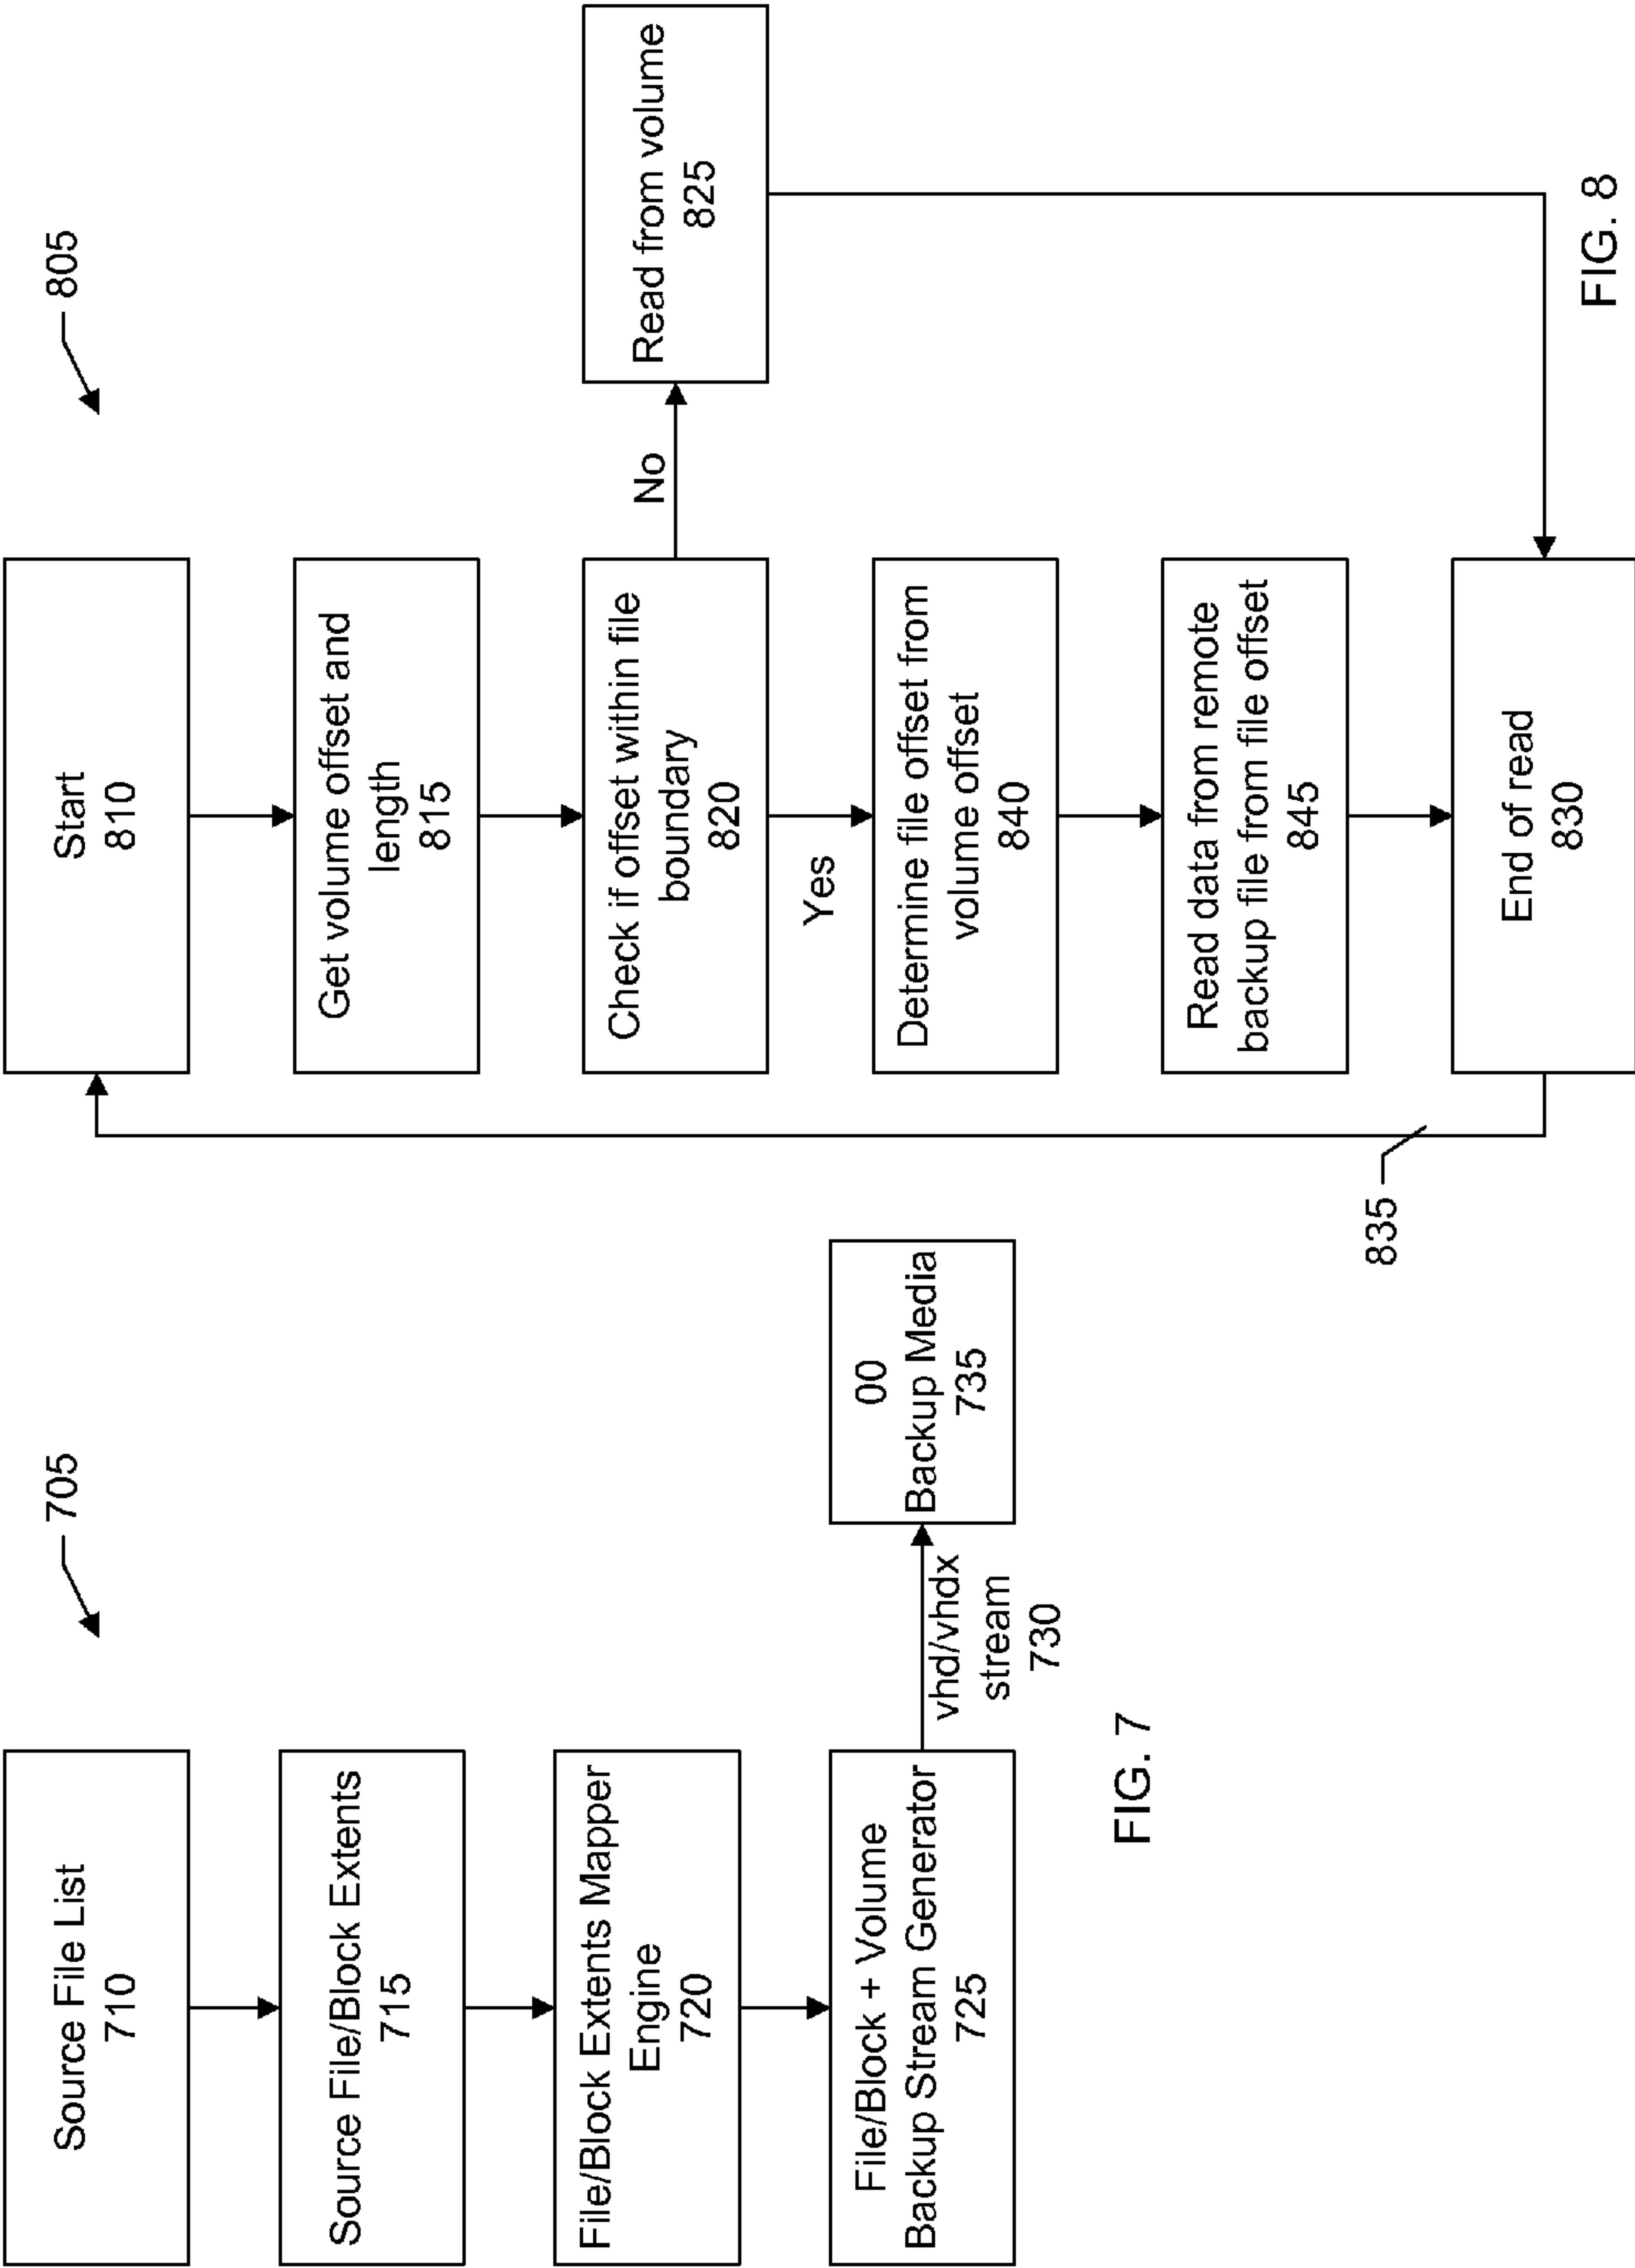 705
Source File List
710
Source File/Block Extents
715
File/Block Extents Mapper
Engine
720
File/Block + Volume
Backup Stream Generator
725
vhd/vhdx
stream
730
00
Backup Media
735
FIG. 7
805
Start
810
Get volume offset and
length
815
Check if offset within file
boundary
820
No
Read from volume
825
Yes
Determine file offset from
volume offset
840
Read data from remote
backup file from file offset
845
End of read
830
835
FIG. 8